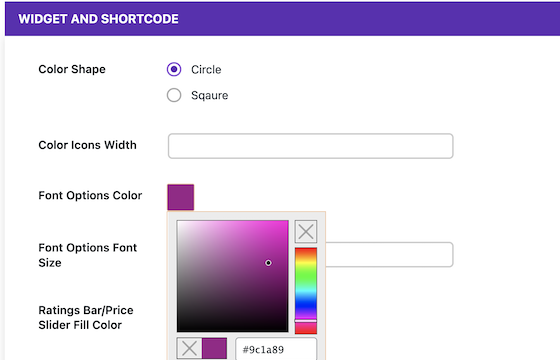 WIDGET AND SHORTCODE
Color Shape
Circle
Sqaure
Color Icons Width
Font Options Color
Font Options Font
Size
Ratings Bar/Price
Slider Fill Color
#9c1a89